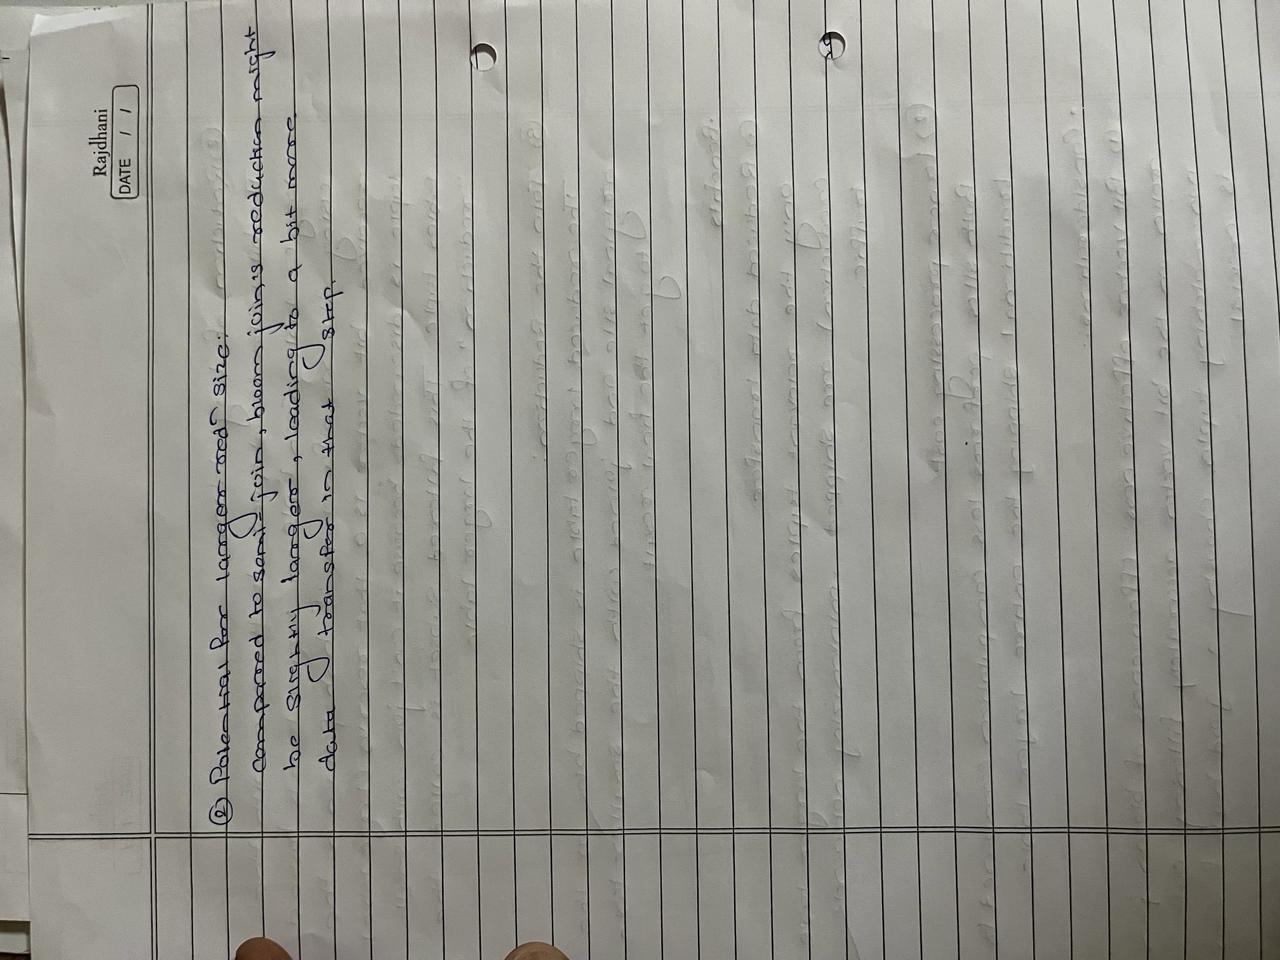 Rajdhani
DATE / /
② Potential for larger redⁿ size:
compared to semi-join, bloom join's reduction might
be slightly larger, leading to a bit more
data transfer in that step.